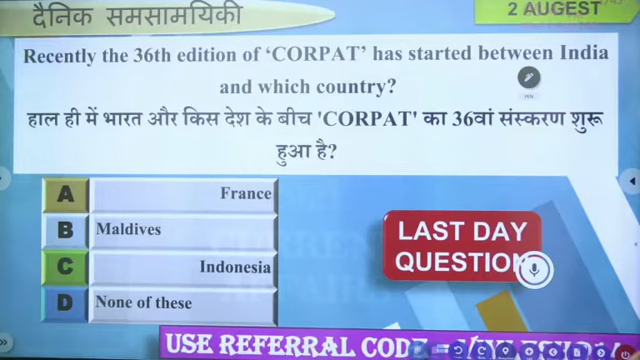 दैनिक समसामयिकी
2 AUGEST
Recently the 36th edition of ‘CORPAT’ has started between India
and which country?
PEN
हाल ही में भारत और किस देश के बीच 'CORPAT' का 36वां संस्करण शुरू
हुआ है?
A France
B Maldives
C Indonesia
D None of these
LAST DAY
QUESTION
USE REFERRAL CODE